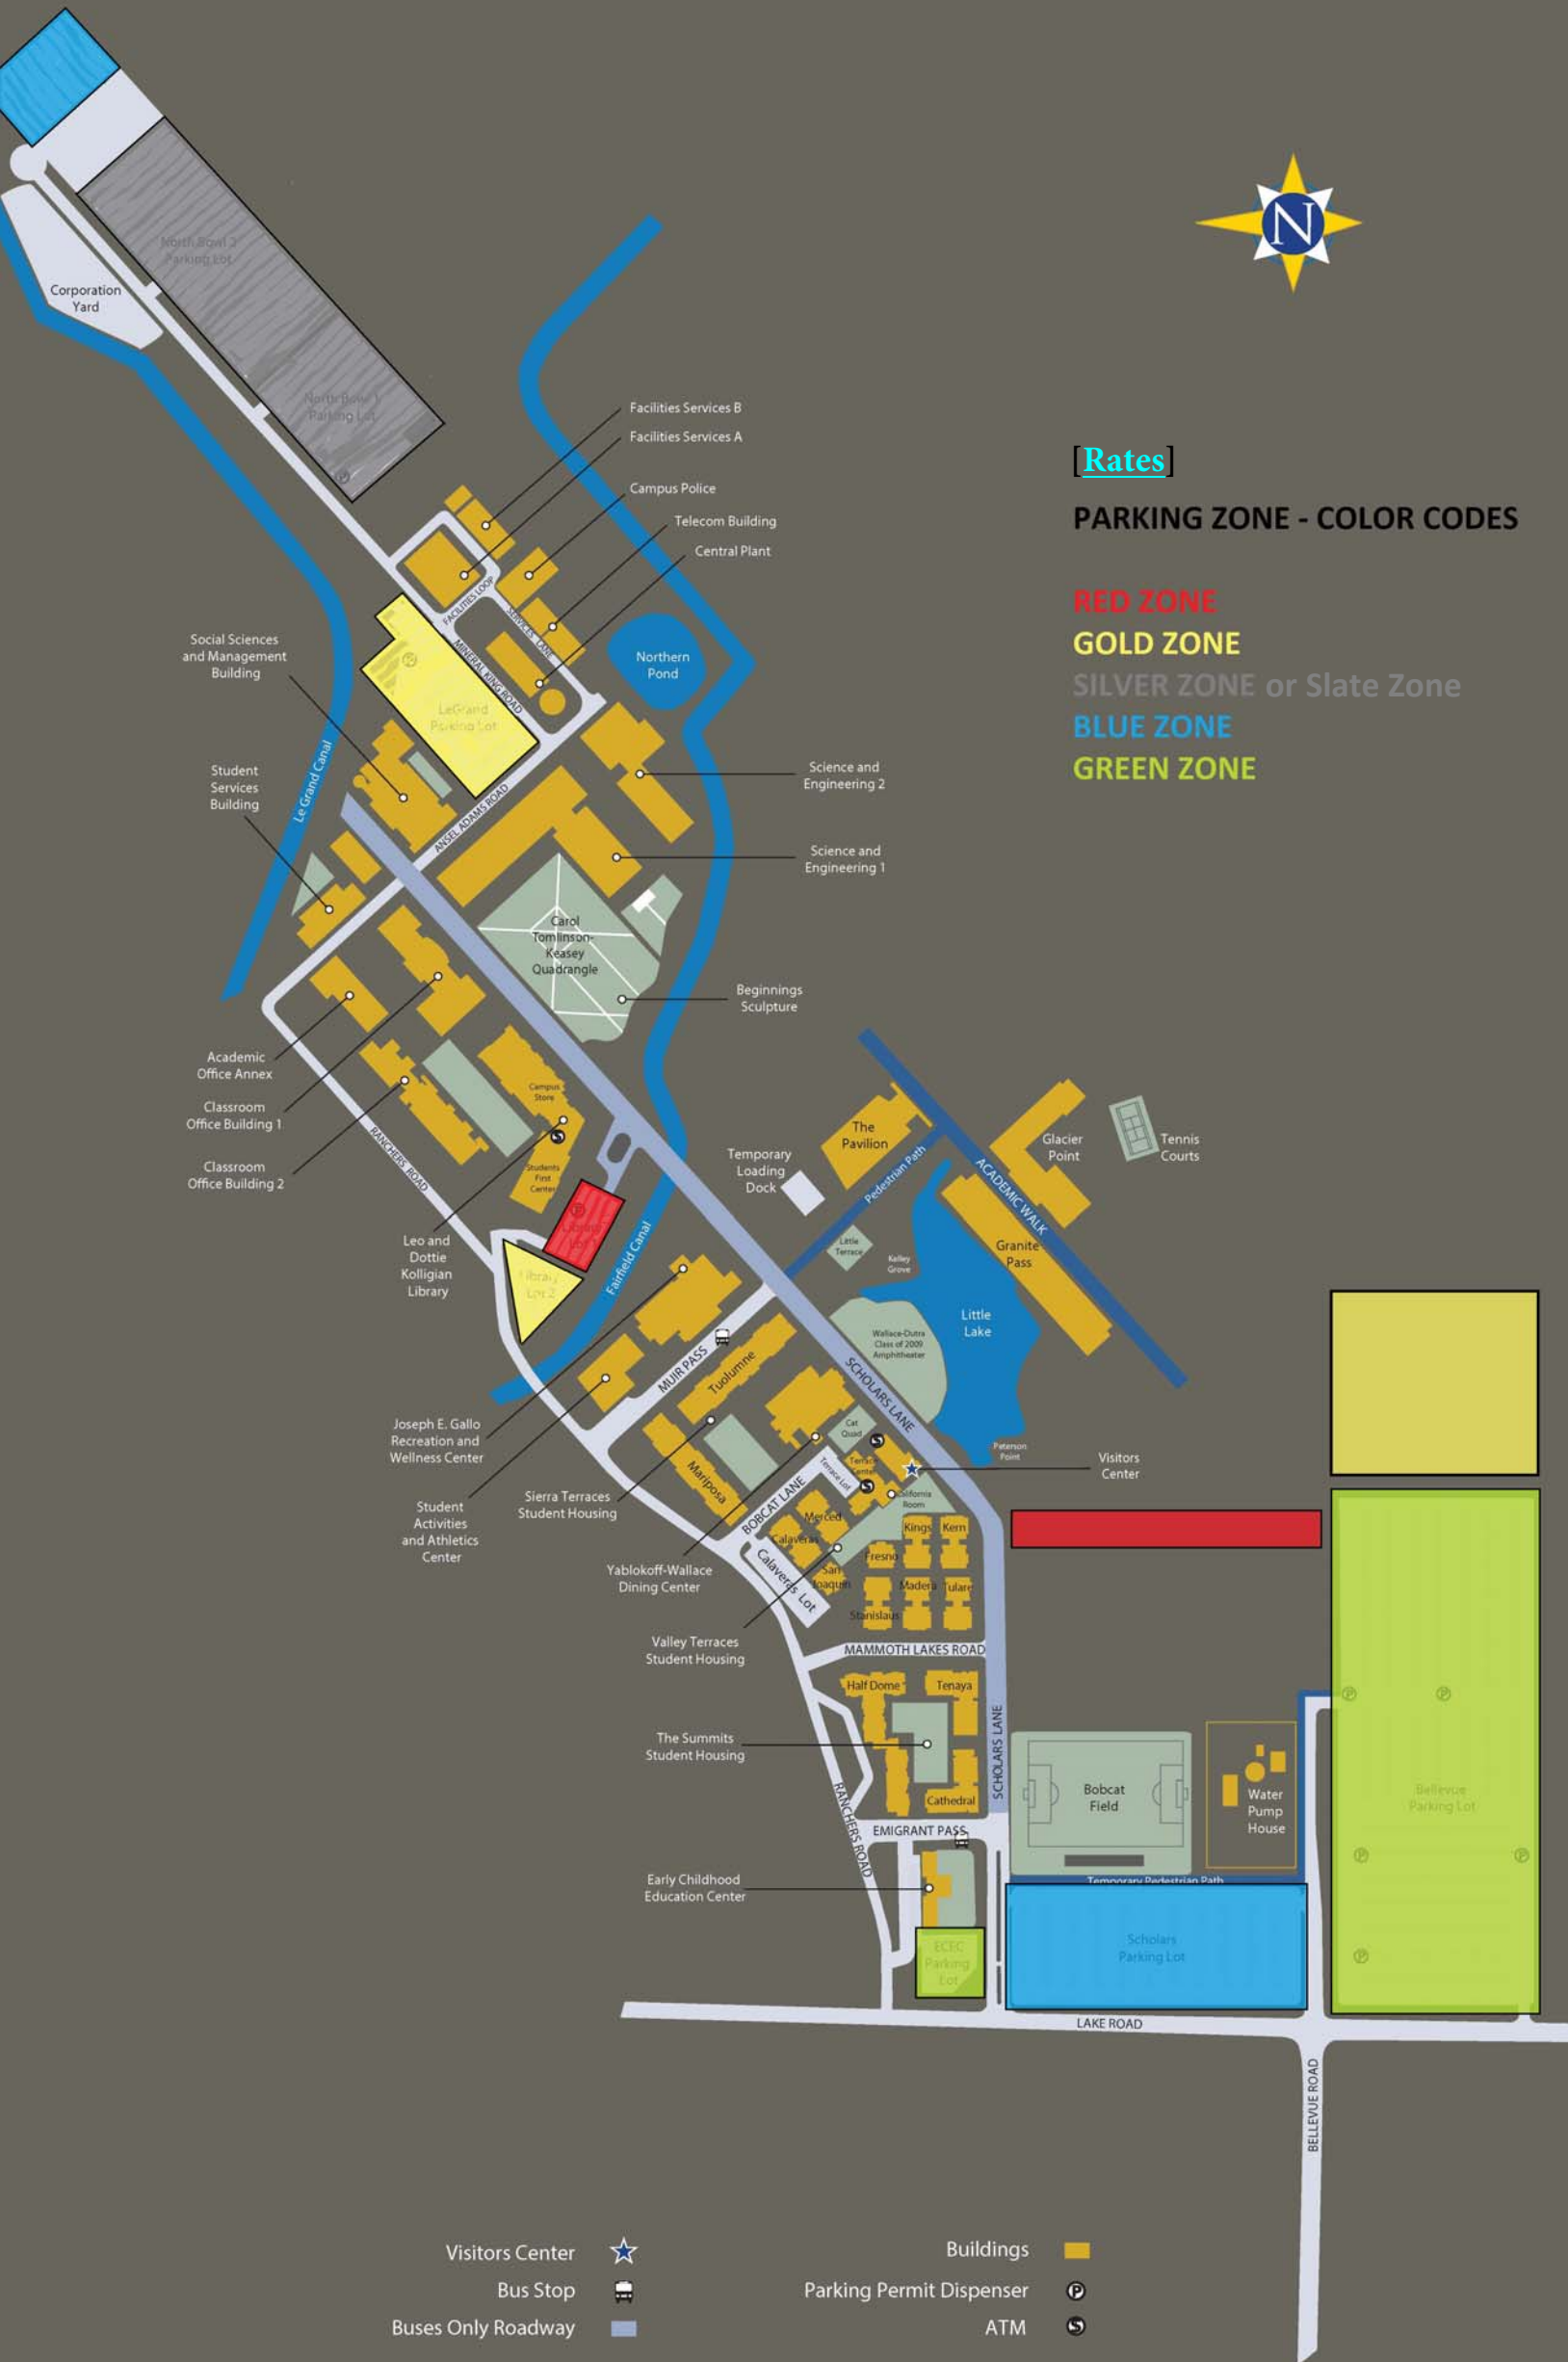 N
[Rates]
PARKING ZONE - COLOR CODES
RED ZONE
GOLD ZONE
SILVER ZONE or Slate Zone
BLUE ZONE
GREEN ZONE
North Bowl 2
Parking Lot
Corporation
Yard
North Bowl 1
Parking Lot
Facilities Services B
Facilities Services A
Campus Police
Telecom Building
Central Plant
FACILITIES LOOP
SERVICES LANE
MINERAL KING ROAD
Social Sciences
and Management
Building
Northern
Pond
LeGrand
Parking Lot
Student
Services
Building
Le Grand Canal
ANSEL ADAMS ROAD
Science and
Engineering 2
Science and
Engineering 1
Carol
Tomlinson-
Keasey
Quadrangle
Beginnings
Sculpture
Academic
Office Annex
Classroom
Office Building 1
Classroom
Office Building 2
RANCHERS ROAD
Campus
Store
Students
First
Center
Leo and
Dottie
Kolligian
Library
Library
Lot 2
Fairfield Canal
The
Pavilion
Temporary
Loading
Dock
Pedestrian Path
ACADEMIC WALK
Glacier
Point
Tennis
Courts
Granite
Pass
Little
Terrace
Kelley
Grove
Little
Lake
Wallace-Dutra
Class of 2009
Amphitheater
SCHOLARS LANE
MUIR PASS
Tuolumne
Joseph E. Gallo
Recreation and
Wellness Center
Student
Activities
and Athletics
Center
Mariposa
Sierra Terraces
Student Housing
Cat
Quad
Terrace
Center
Terrace Lot
BOBCAT LANE
Peterson
Point
Visitors
Center
California
Room
Merced
Calaveras
Calaveras Lot
San
Joaquin
Kings
Kern
Fresno
Madera
Tulare
Stanislaus
Yablokoff-Wallace
Dining Center
Valley Terraces
Student Housing
MAMMOTH LAKES ROAD
Half Dome
Tenaya
The Summits
Student Housing
Cathedral
SCHOLARS LANE
RANCHERS ROAD
EMIGRANT PASS
Bobcat
Field
Water
Pump
House
Bellevue
Parking Lot
Early Childhood
Education Center
Temporary Pedestrian Path
ECEC
Parking
Lot
Scholars
Parking Lot
LAKE ROAD
BELLEVUE ROAD
Visitors Center
Bus Stop
Buses Only Roadway
Buildings
Parking Permit Dispenser
P
ATM